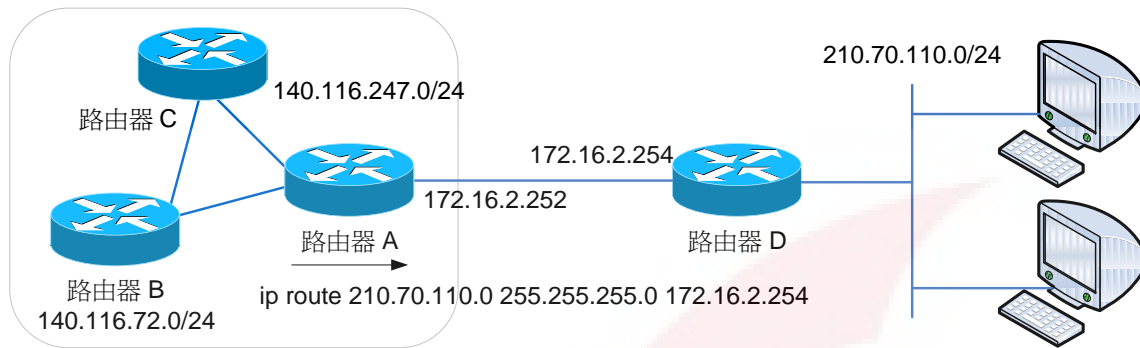 210.70.110.0/24
140.116.247.0/24
路由器 C
172.16.2.254
172.16.2.252
路由器 A
路由器 D
路由器 B
ip route 210.70.110.0 255.255.255.0 172.16.2.254
140.116.72.0/24